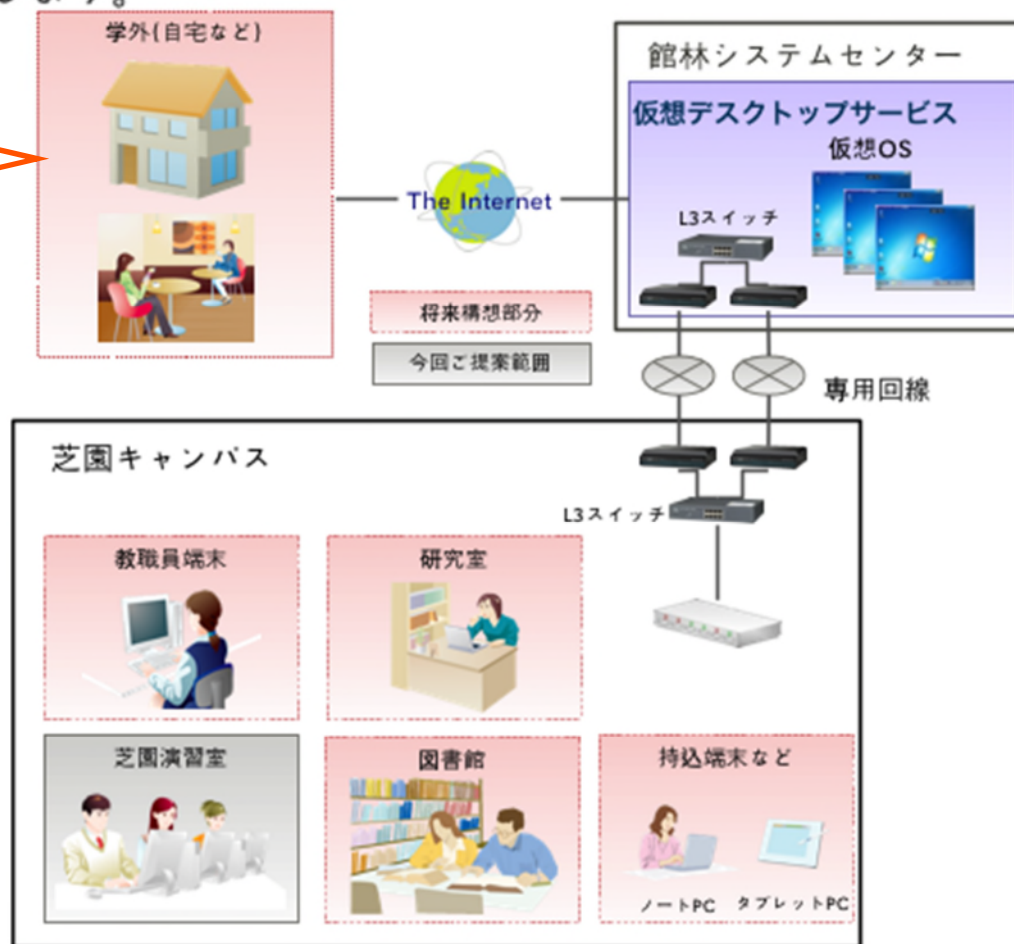 学外(自宅など)
館林システムセンター
仮想デスクトップサービス
仮想OS
L3スイッチ
The Internet
将来構想部分
今回ご提案範囲
専用回線
芝園キャンパス
L3スイッチ
教職員端末
研究室
芝園演習室
図書館
持込端末など
ノートPC
タブレットPC